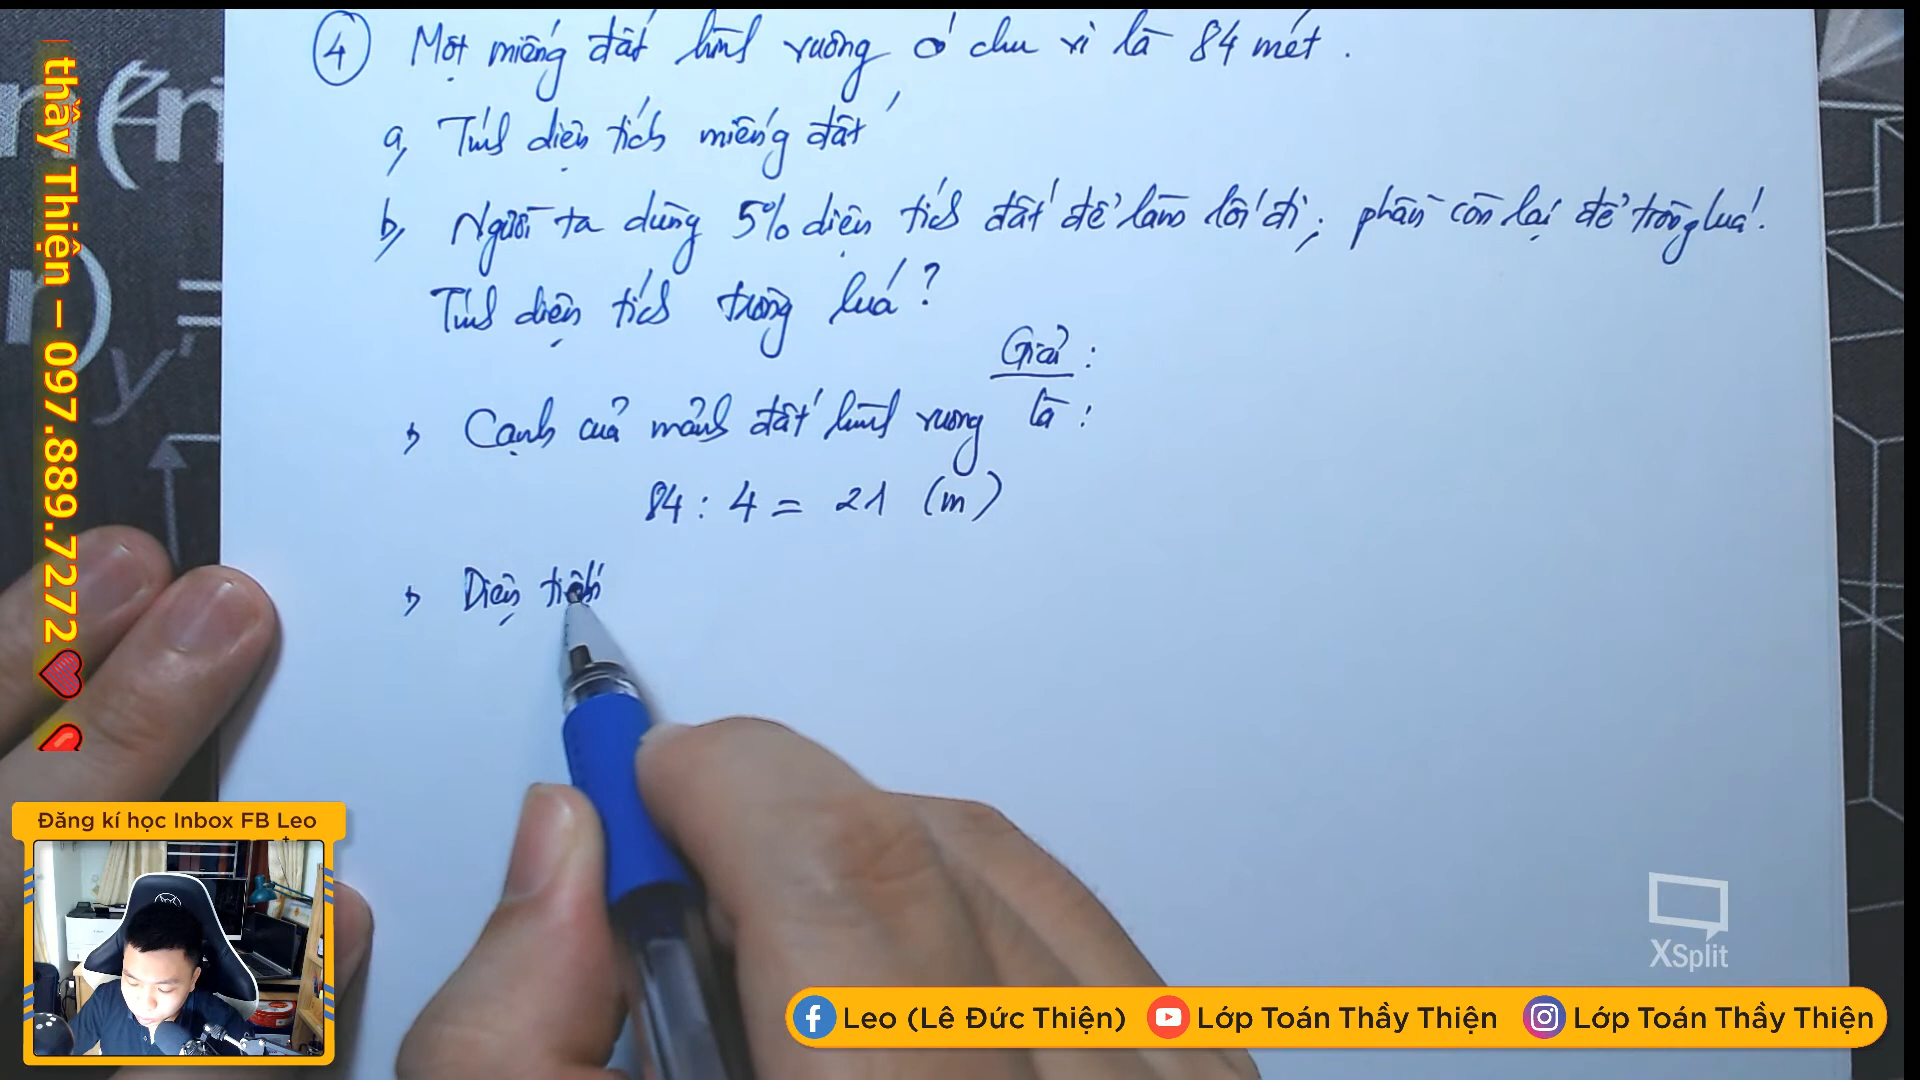 ④ Một miếng đất hình vuông có chu vi là 84 mét.
a, Tính diện tích miếng đất
b, Người ta dùng 5% diện tích đất để làm lối đi; phần còn lại để trồng lúa.
Tính diện tích trồng lúa?
Giải:
Cạnh của mảnh đất hình vuông là:
84 : 4 = 21 (m)
Diện tích
thầy Thiện – 097.889.7272
Đăng kí học Inbox FB Leo
XSplit
Leo (Lê Đức Thiện) Lớp Toán Thầy Thiện Lớp Toán Thầy Thiện